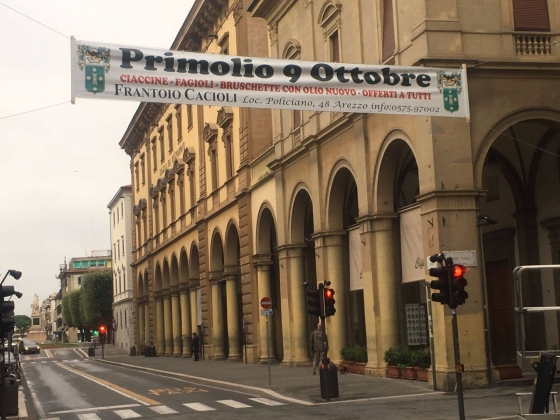 Primolio 9 Ottobre
CIACCINE - FAGIOLI - BRUSCHETTE CON OLIO NUOVO - OFFERTI A TUTTI
FRANTOIO CACIOLI Loc. Policiano, 48 Arezzo info:0575-97002